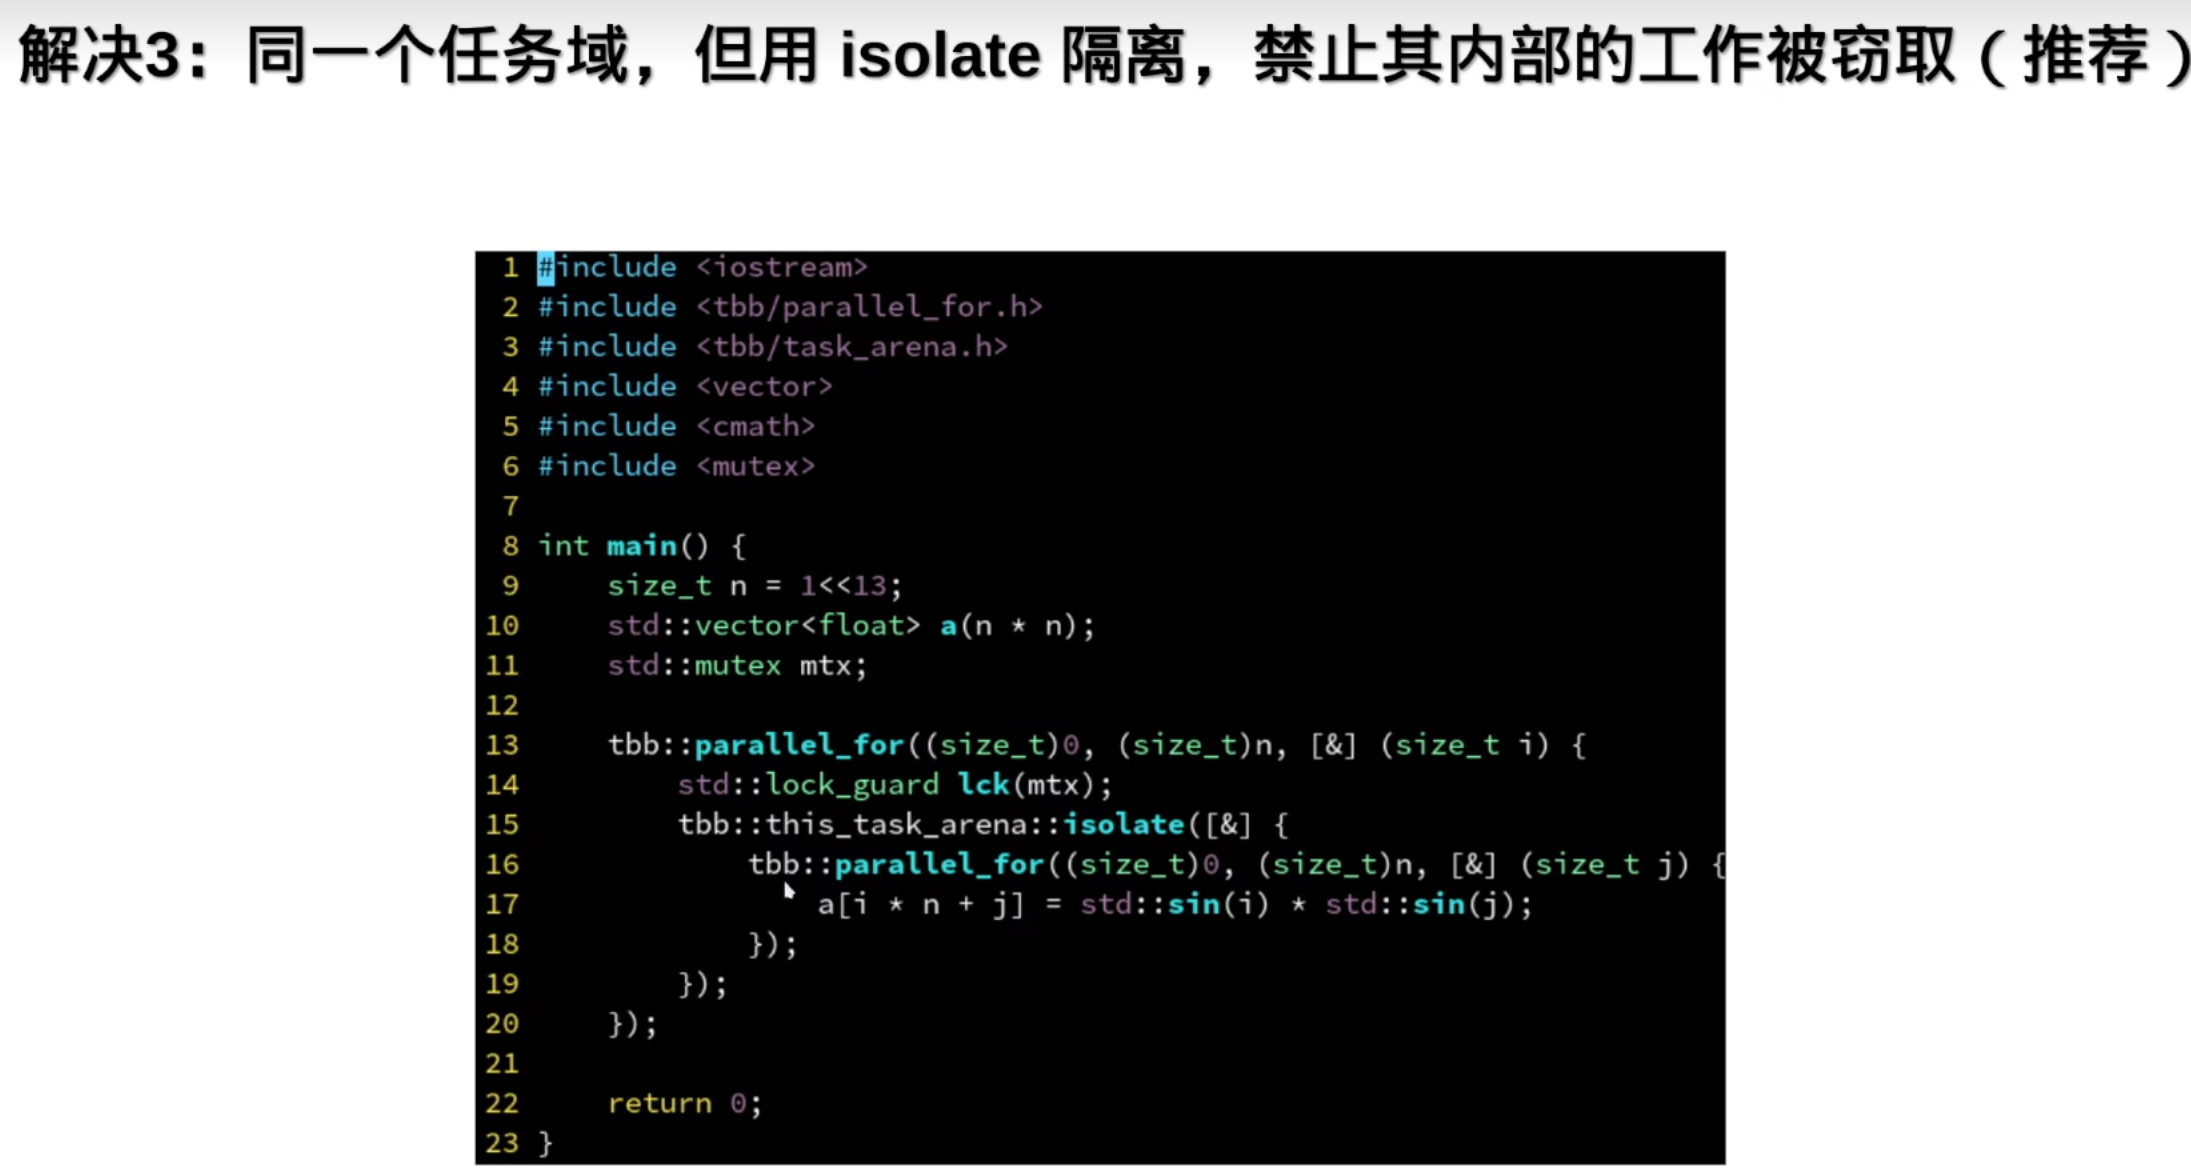 解决3：同一个任务域，但用 isolate 隔离，禁止其内部的工作被窃取（推荐）
1 #include <iostream>
2 #include <tbb/parallel_for.h>
3 #include <tbb/task_arena.h>
4 #include <vector>
5 #include <cmath>
6 #include <mutex>
7
8 int main() {
9     size_t n = 1<<13;
10     std::vector<float> a(n * n);
11     std::mutex mtx;
12
13     tbb::parallel_for((size_t)0, (size_t)n, [&] (size_t i) {
14         std::lock_guard lck(mtx);
15         tbb::this_task_arena::isolate([&] {
16             tbb::parallel_for((size_t)0, (size_t)n, [&] (size_t j) {
17                 a[i * n + j] = std::sin(i) * std::sin(j);
18             });
19         });
20     });
21
22     return 0;
23 }